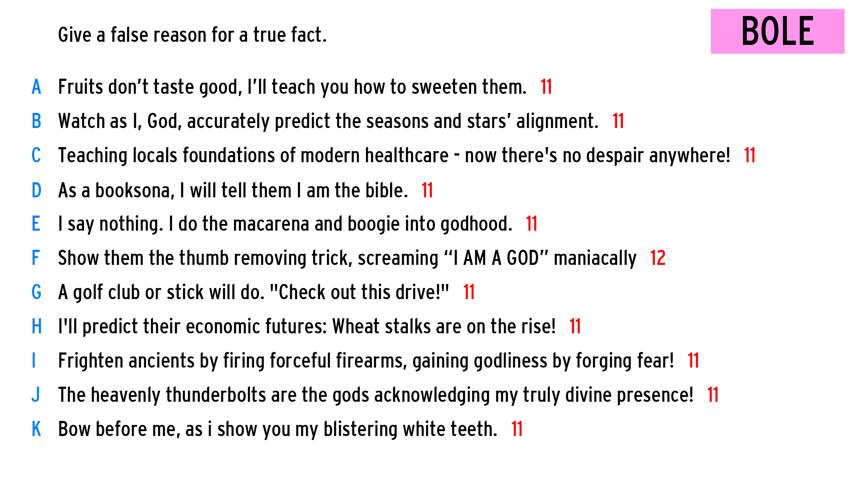 Give a false reason for a true fact.
BOLE
A Fruits don't taste good, I'll teach you how to sweeten them. 11
B Watch as I, God, accurately predict the seasons and stars' alignment. 11
C Teaching locals foundations of modern healthcare - now there's no despair anywhere! 11
D As a booksona, I will tell them I am the bible. 11
E I say nothing. I do the macarena and boogie into godhood. 11
F Show them the thumb removing trick, screaming “I AM A GOD” maniacally 12
G A golf club or stick will do. "Check out this drive!" 11
H I'll predict their economic futures: Wheat stalks are on the rise! 11
I Frighten ancients by firing forceful firearms, gaining godliness by forging fear! 11
J The heavenly thunderbolts are the gods acknowledging my truly divine presence! 11
K Bow before me, as i show you my blistering white teeth. 11